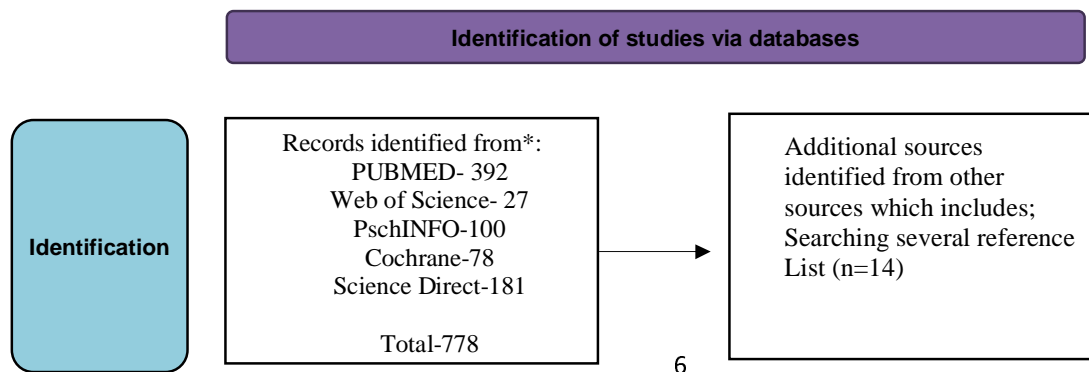 Identification of studies via databases
Identification
Records identified from*:
PUBMED- 392
Web of Science- 27
PschINFO-100
Cochrane-78
Science Direct-181
Total-778
Additional sources
identified from other
sources which includes;
Searching several reference
List (n=14)
6